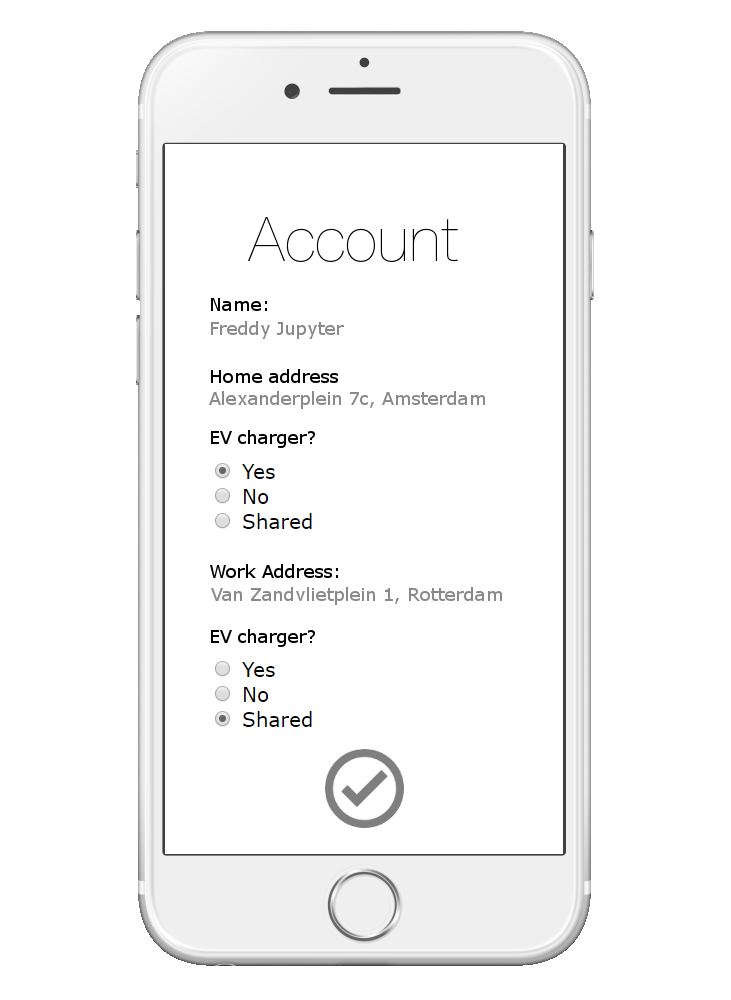 Account
Name:
Freddy Jupyter
Home address
Alexanderplein 7c, Amsterdam
EV charger?
Yes
No
Shared
Work Address:
Van Zandvlietplein 1, Rotterdam
EV charger?
Yes
No
Shared